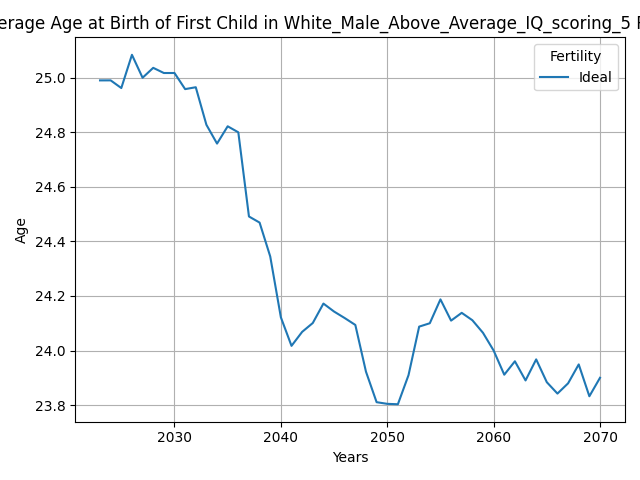 Age at Birth of First Child in White_Male_Above_Average_IQ_scoring_5
25.0
24.8
24.6
24.4
24.2
24.0
23.8
Age
Fertility
Ideal
2030 2040 2050 2060 2070
Years